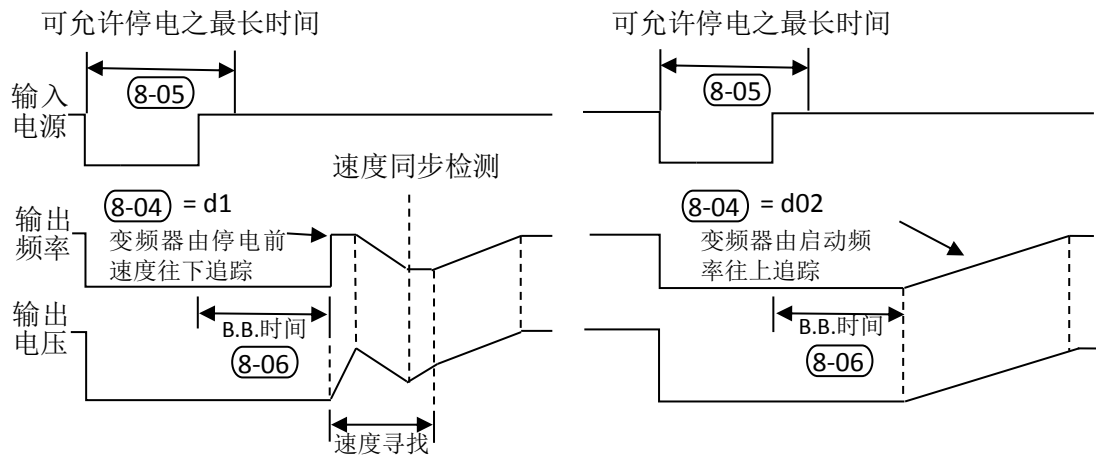 可允许停电之最长时间
8-05
输入
电源
速度同步检测
8-04 = d1
输出
频率
变频器由停电前
速度往下追踪
输出
电压
B.B.时间
8-06
速度寻找
可允许停电之最长时间
8-05
8-04 = d02
变频器由启动频
率往上追踪
B.B.时间
8-06